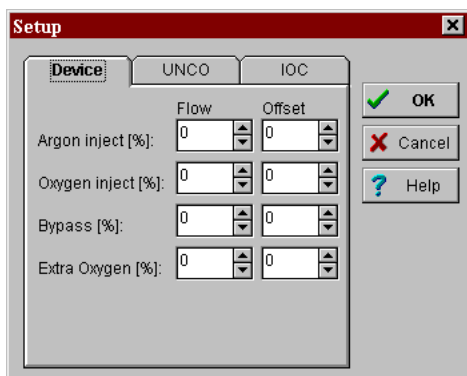 Setup
Device UNCO IOC
Flow Offset
Argon inject [%]: 0 0
Oxygen inject [%]: 0 0
Bypass [%]: 0 0
Extra Oxygen [%]: 0 0
OK
Cancel
Help